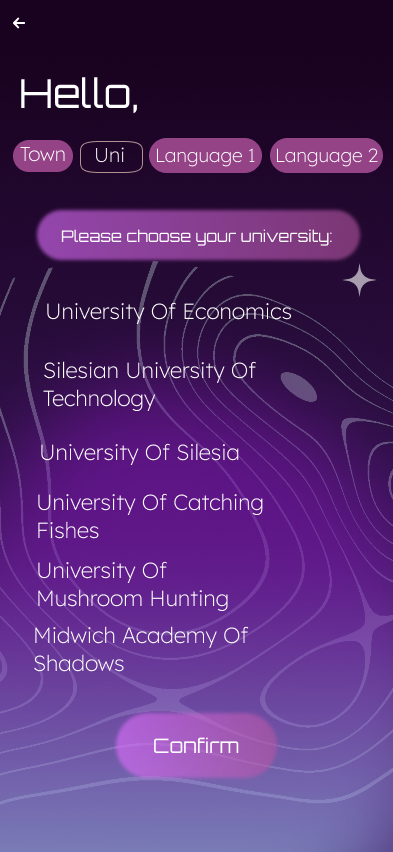 Hello,
Town Uni Language 1 Language 2
Please choose your university:
University Of Economics
Silesian University Of
Technology
University Of Silesia
University Of Catching
Fishes
University Of
Mushroom Hunting
Midwich Academy Of
Shadows
Confirm